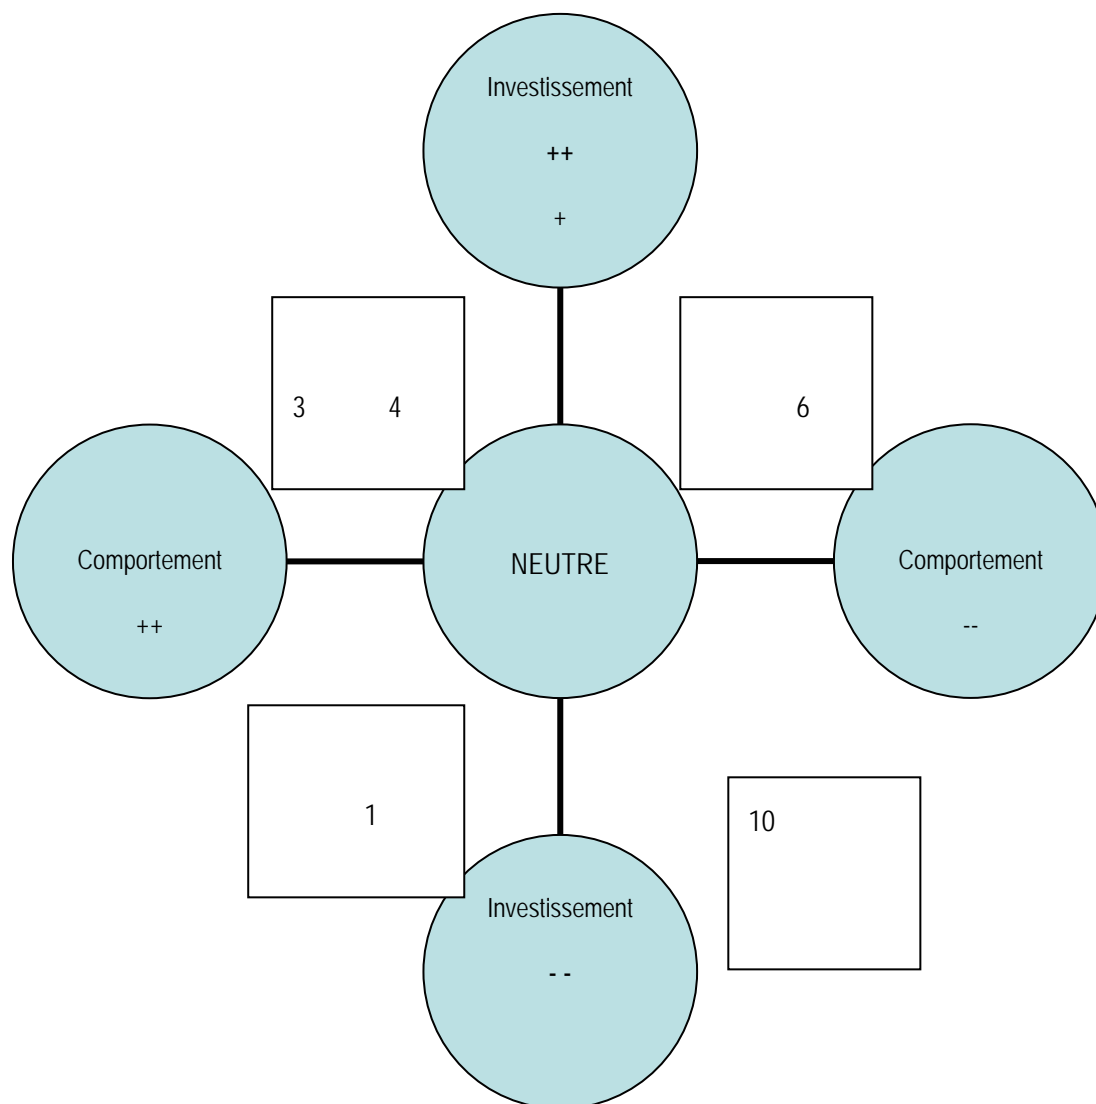 Investissement
++
+
3 4
6
Comportement
++
NEUTRE
Comportement
--
1
10
Investissement
- -